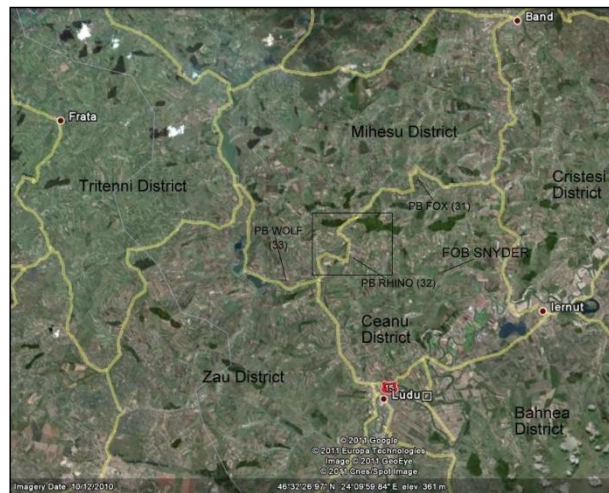 Band
Frata
Mihesu District
Cristesi
District
Tritenni District
PB FOX (31)
PB WOLF
(33)
FOB SNYDER
PB RHINO (32)
Iernut
Ceanu
District
Zau District
15
Ludu
Bahnea
District
© 2011 Google
© 2011 Europa Technologies
Image © 2011 GeoEye
© 2011 Cnes/Spot Image
Imagery Date: 10/12/2010
46°32'26.97" N 24°09'59.84" E elev 361 m